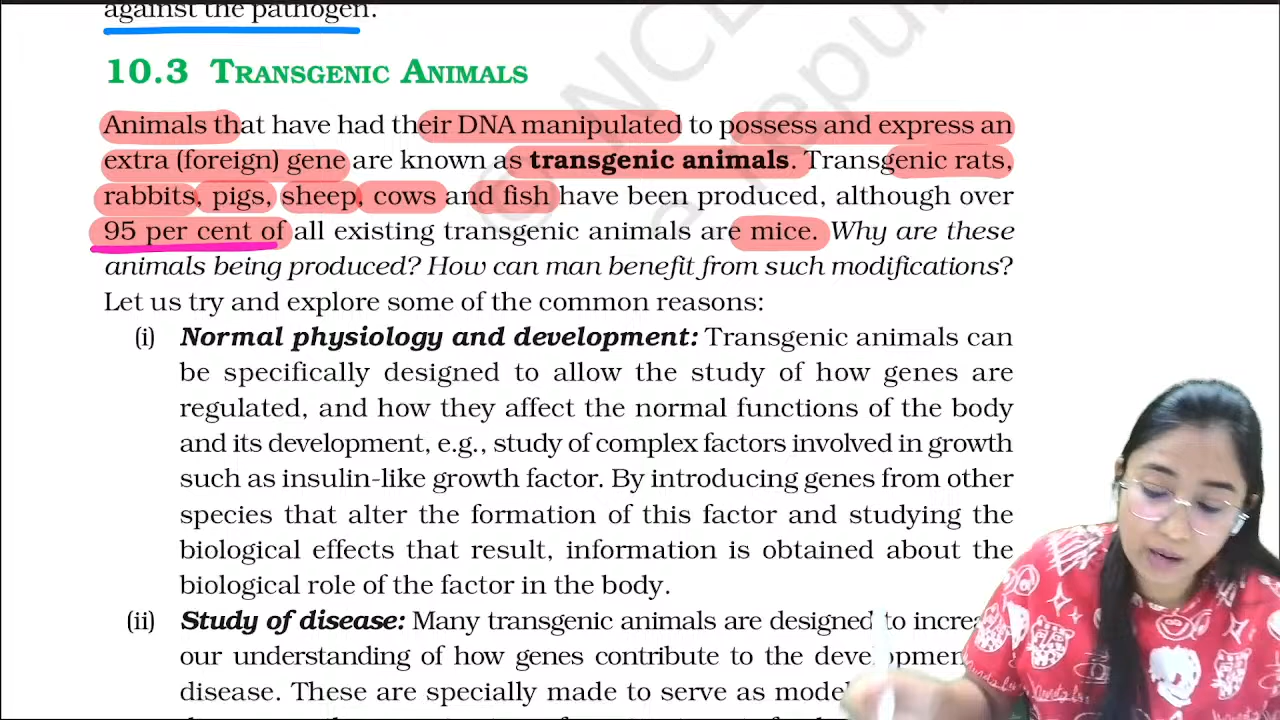 against the pathogen.
10.3 TRANSGENIC ANIMALS
Animals that have had their DNA manipulated to possess and express an
extra (foreign) gene are known as transgenic animals. Transgenic rats,
rabbits, pigs, sheep, cows and fish have been produced, although over
95 per cent of all existing transgenic animals are mice. Why are these
animals being produced? How can man benefit from such modifications?
Let us try and explore some of the common reasons:
(i) Normal physiology and development: Transgenic animals can
be specifically designed to allow the study of how genes are
regulated, and how they affect the normal functions of the body
and its development, e.g., study of complex factors involved in growth
such as insulin-like growth factor. By introducing genes from other
species that alter the formation of this factor and studying the
biological effects that result, information is obtained about the
biological role of the factor in the body.
(ii) Study of disease: Many transgenic animals are designed to
our understanding of how genes contribute to the
disease. These are specially made to serve as